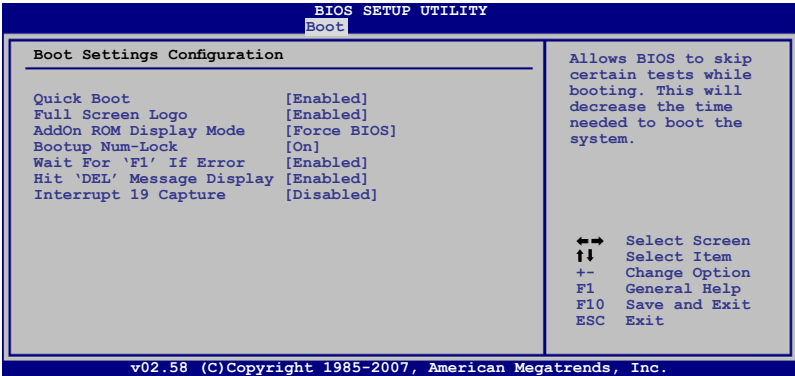 BIOS SETUP UTILITY
Boot
Boot Settings Configuration
Quick Boot [Enabled]
Full Screen Logo [Enabled]
AddOn ROM Display Mode [Force BIOS]
Bootup Num-Lock [On]
Wait For ‘F1’ If Error [Enabled]
Hit ‘DEL’ Message Display [Enabled]
Interrupt 19 Capture [Disabled]
Allows BIOS to skip
certain tests while
booting. This will
decrease the time
needed to boot the
system.
←→ Select Screen
↑↓ Select Item
+- Change Option
F1 General Help
F10 Save and Exit
ESC Exit
v02.58 (C)Copyright 1985-2007, American Megatrends, Inc.